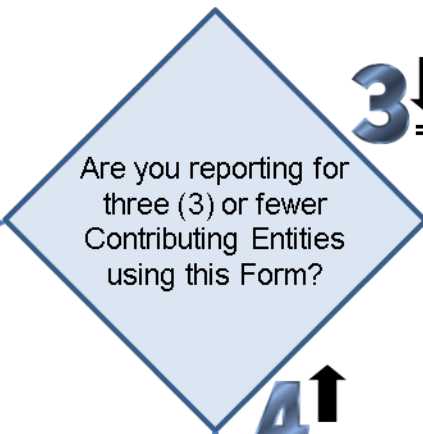 3
Are you reporting for
three (3) or fewer
Contributing Entities
using this Form?
4